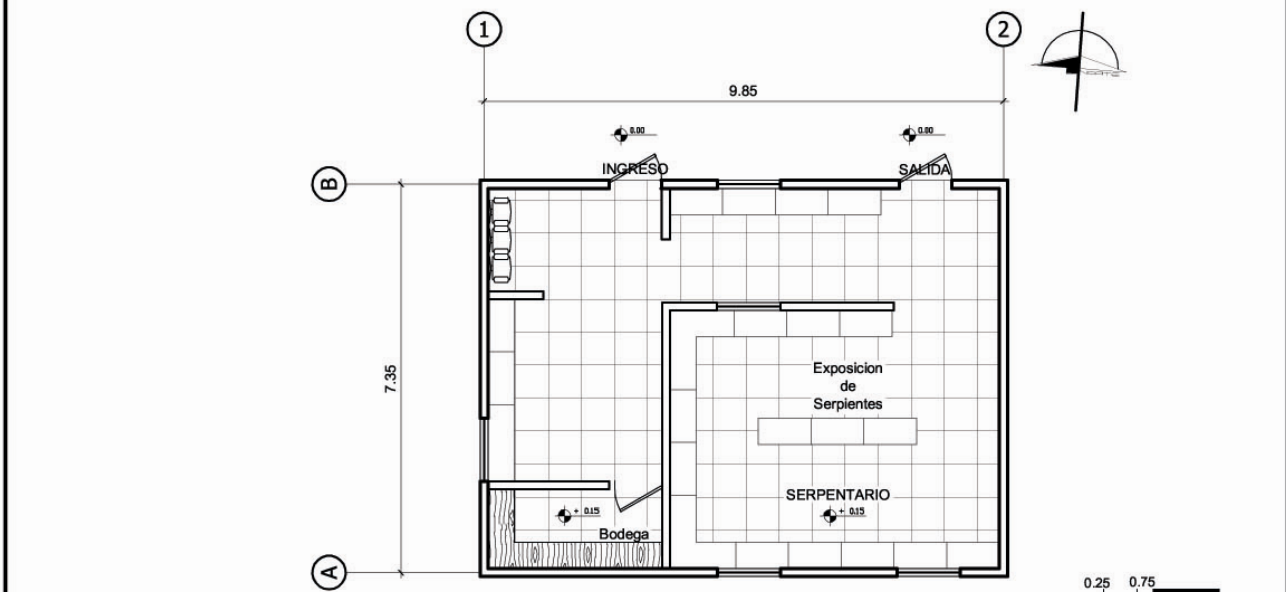 1
2
9.85
0.00
0.00
INGRESO
SALIDA
B
7.35
Exposicion
de
Serpientes
SERPENTARIO
+ 0.15
+ 0.15
Bodega
A
0.25 0.75